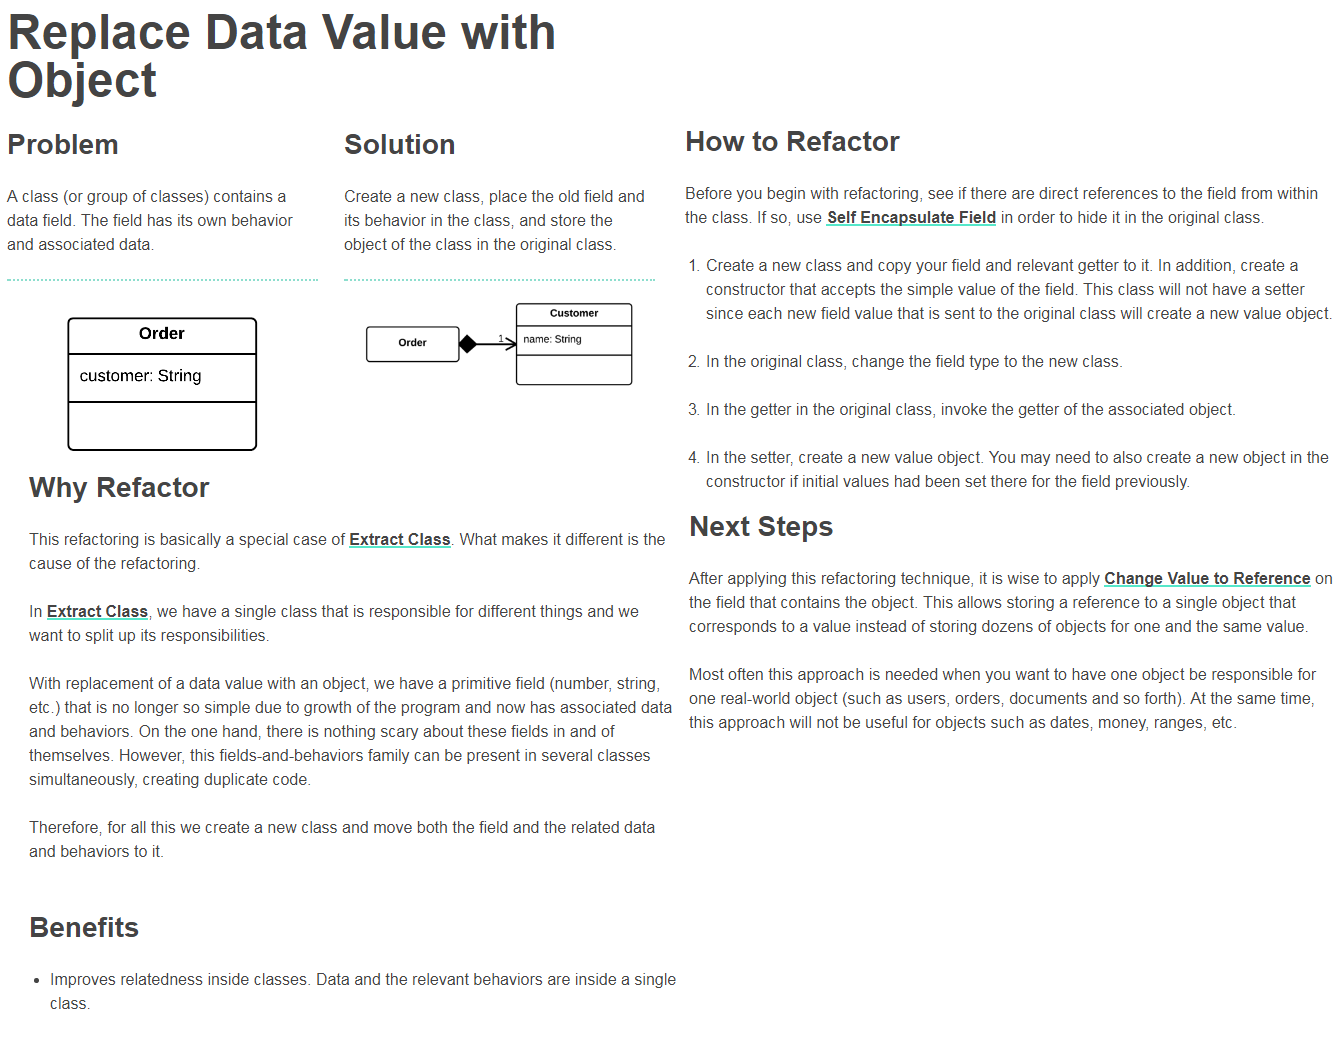 Replace Data Value with
Object
Problem
A class (or group of classes) contains a
data field. The field has its own behavior
and associated data.
Solution
Create a new class, place the old field and
its behavior in the class, and store the
object of the class in the original class.
Order
customer: String
Order
1
Customer
name: String
Why Refactor
This refactoring is basically a special case of Extract Class. What makes it different is the
cause of the refactoring.
In Extract Class, we have a single class that is responsible for different things and we
want to split up its responsibilities.
With replacement of a data value with an object, we have a primitive field (number, string,
etc.) that is no longer so simple due to growth of the program and now has associated data
and behaviors. On the one hand, there is nothing scary about these fields in and of
themselves. However, this fields-and-behaviors family can be present in several classes
simultaneously, creating duplicate code.
Therefore, for all this we create a new class and move both the field and the related data
and behaviors to it.
Benefits
• Improves relatedness inside classes. Data and the relevant behaviors are inside a single
class.
How to Refactor
Before you begin with refactoring, see if there are direct references to the field from within
the class. If so, use Self Encapsulate Field in order to hide it in the original class.
1. Create a new class and copy your field and relevant getter to it. In addition, create a
constructor that accepts the simple value of the field. This class will not have a setter
since each new field value that is sent to the original class will create a new value object.
2. In the original class, change the field type to the new class.
3. In the getter in the original class, invoke the getter of the associated object.
4. In the setter, create a new value object. You may need to also create a new object in the
constructor if initial values had been set there for the field previously.
Next Steps
After applying this refactoring technique, it is wise to apply Change Value to Reference on
the field that contains the object. This allows storing a reference to a single object that
corresponds to a value instead of storing dozens of objects for one and the same value.
Most often this approach is needed when you want to have one object be responsible for
one real-world object (such as users, orders, documents and so forth). At the same time,
this approach will not be useful for objects such as dates, money, ranges, etc.